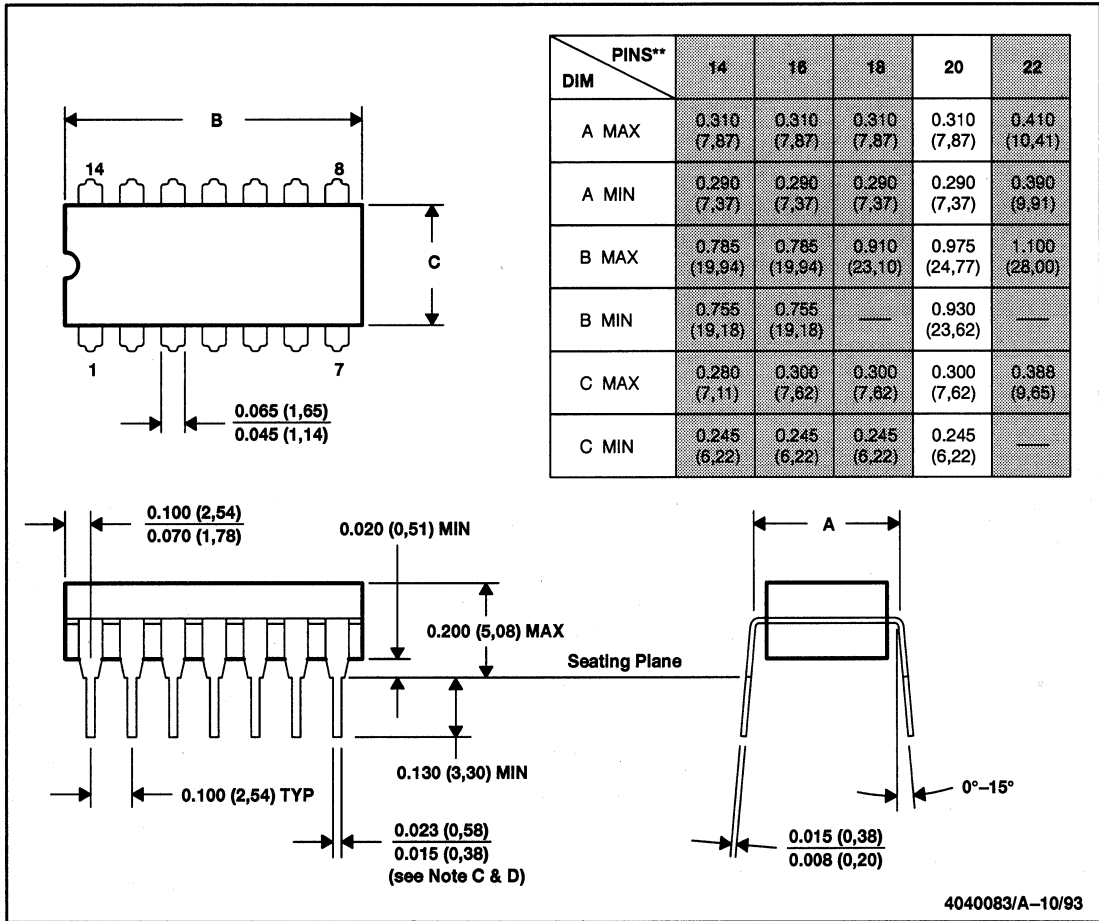 PINS**
DIM
14 16 18 20 22
A MAX 0.310 (7,87) 0.310 (7,87) 0.310 (7,87) 0.310 (7,87) 0.410 (10,41)
A MIN 0.290 (7,37) 0.290 (7,37) 0.290 (7,37) 0.290 (7,37) 0.390 (9,91)
B MAX 0.785 (19,94) 0.785 (19,94) 0.910 (23,10) 0.975 (24,77) 1.100 (28,00)
B MIN 0.755 (19,18) 0.755 (19,18) — 0.930 (23,62) —
C MAX 0.280 (7,11) 0.300 (7,62) 0.300 (7,62) 0.300 (7,62) 0.388 (9,65)
C MIN 0.245 (6,22) 0.245 (6,22) 0.245 (6,22) 0.245 (6,22) —
B
14 8
C
1 7
0.065 (1,65)
0.045 (1,14)
0.100 (2,54)
0.070 (1,78)
0.020 (0,51) MIN
0.200 (5,08) MAX
Seating Plane
0.130 (3,30) MIN
0.100 (2,54) TYP
0.023 (0,58)
0.015 (0,38)
(see Note C & D)
A
0°–15°
0.015 (0,38)
0.008 (0,20)
4040083/A–10/93